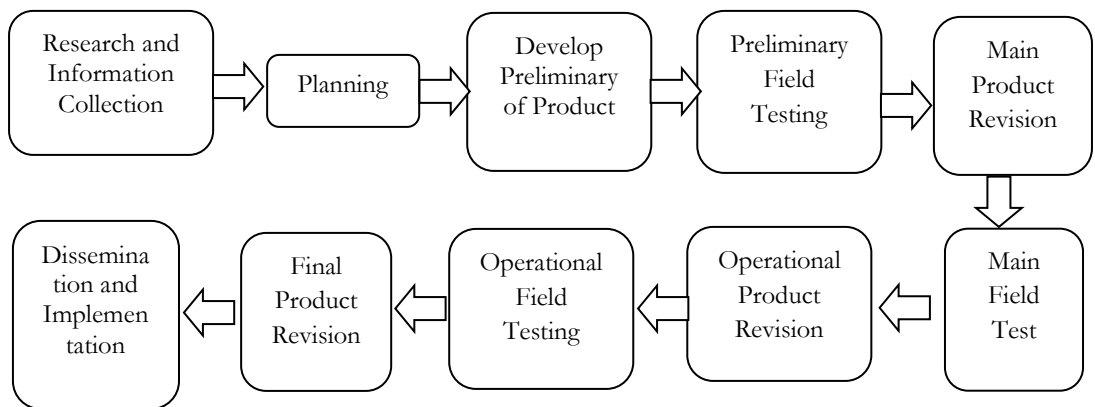 Research and
Information
Collection
Planning
Develop
Preliminary
of Product
Preliminary
Field
Testing
Main
Product
Revision
Main
Field
Test
Operational
Product
Revision
Operational
Field
Testing
Final
Product
Revision
Dissemina
tion and
Implemen
tation